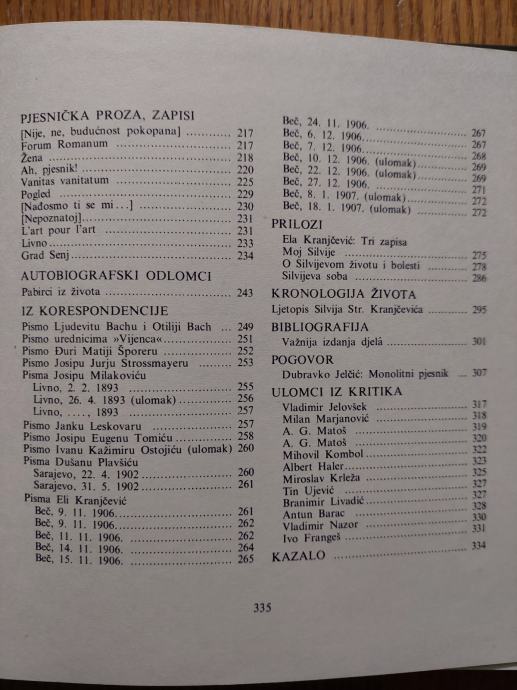 PJESNIČKA PROZA, ZAPISI
[Nije, ne, budućnost pokopana] ............ 217
Forum Romanum ............ 217
Žena ............ 218
Ah, pjesnik! ............ 220
Vanitas vanitatum ............ 225
Pogled ............ 229
[Nađosmo ti se mi...] ............ 230
[Nepoznatoj] ............ 231
L'art pour l'art ............ 231
Livno ............ 233
Grad Senj ............ 234
AUTOBIOGRAFSKI ODLOMCI
Pabirci iz života ............ 243
IZ KORESPONDENCIJE
Pismo Ljudevitu Bachu i Otiliji Bach ... 249
Pismo urednicima »Vijenca« ............ 251
Pismo Đuri Matiji Šporeru ............ 252
Pismo Josipu Jurju Strossmayeru ...... 253
Pisma Josipu Milakoviću
Livno, 2. 2. 1893 ............ 255
Livno, 26. 4. 1893 (ulomak) ............ 256
Livno, ...., 1893 ............ 257
Pismo Janku Leskovaru ............ 257
Pismo Josipu Eugenu Tomiću ............ 258
Pismo Ivanu Kažimiru Ostojiću (ulomak) 260
Pisma Dušanu Plavšiću
Sarajevo, 22. 4. 1902 ............ 260
Sarajevo, 31. 5. 1902 ............ 261
Pisma Eli Kranjčević
Beč, 9. 11. 1906. ............ 261
Beč, 9. 11. 1906. ............ 262
Beč, 11. 11. 1906. ............ 262
Beč, 14. 11. 1906. ............ 264
Beč, 15. 11. 1906. ............ 265
Beč, 24. 11. 1906. ............ 267
Beč, 6. 12. 1906. ............ 267
Beč, 7. 12. 1906. ............ 268
Beč, 10. 12. 1906. (ulomak) ............ 269
Beč, 22. 12. 1906. (ulomak) ............ 269
Beč, 27. 12. 1906. ............ 271
Beč, 8. 1. 1907. (ulomak) ............ 272
Beč, 18. 1. 1907. (ulomak) ............ 272
PRILOZI
Ela Kranjčević: Tri zapisa
Moj Silvije ............ 275
O Silvijevom životu i bolesti ............ 278
Silvijeva soba ............ 286
KRONOLOGIJA ŽIVOTA
Ljetopis Silvija Str. Kranjčevića ............ 295
BIBLIOGRAFIJA
Važnija izdanja djelâ ............ 301
POGOVOR
Dubravko Jelčić: Monolitni pjesnik ... 307
ULOMCI IZ KRITIKA
Vladimir Jelovšek ............ 317
Milan Marjanović ............ 318
A. G. Matoš ............ 319
A. G. Matoš ............ 320
Mihovil Kombol ............ 322
Albert Haler ............ 323
Miroslav Krleža ............ 325
Tin Ujević ............ 327
Branimir Livadić ............ 327
Antun Barac ............ 328
Vladimir Nazor ............ 330
Ivo Frangeš ............ 331
KAZALO ............ 334
335